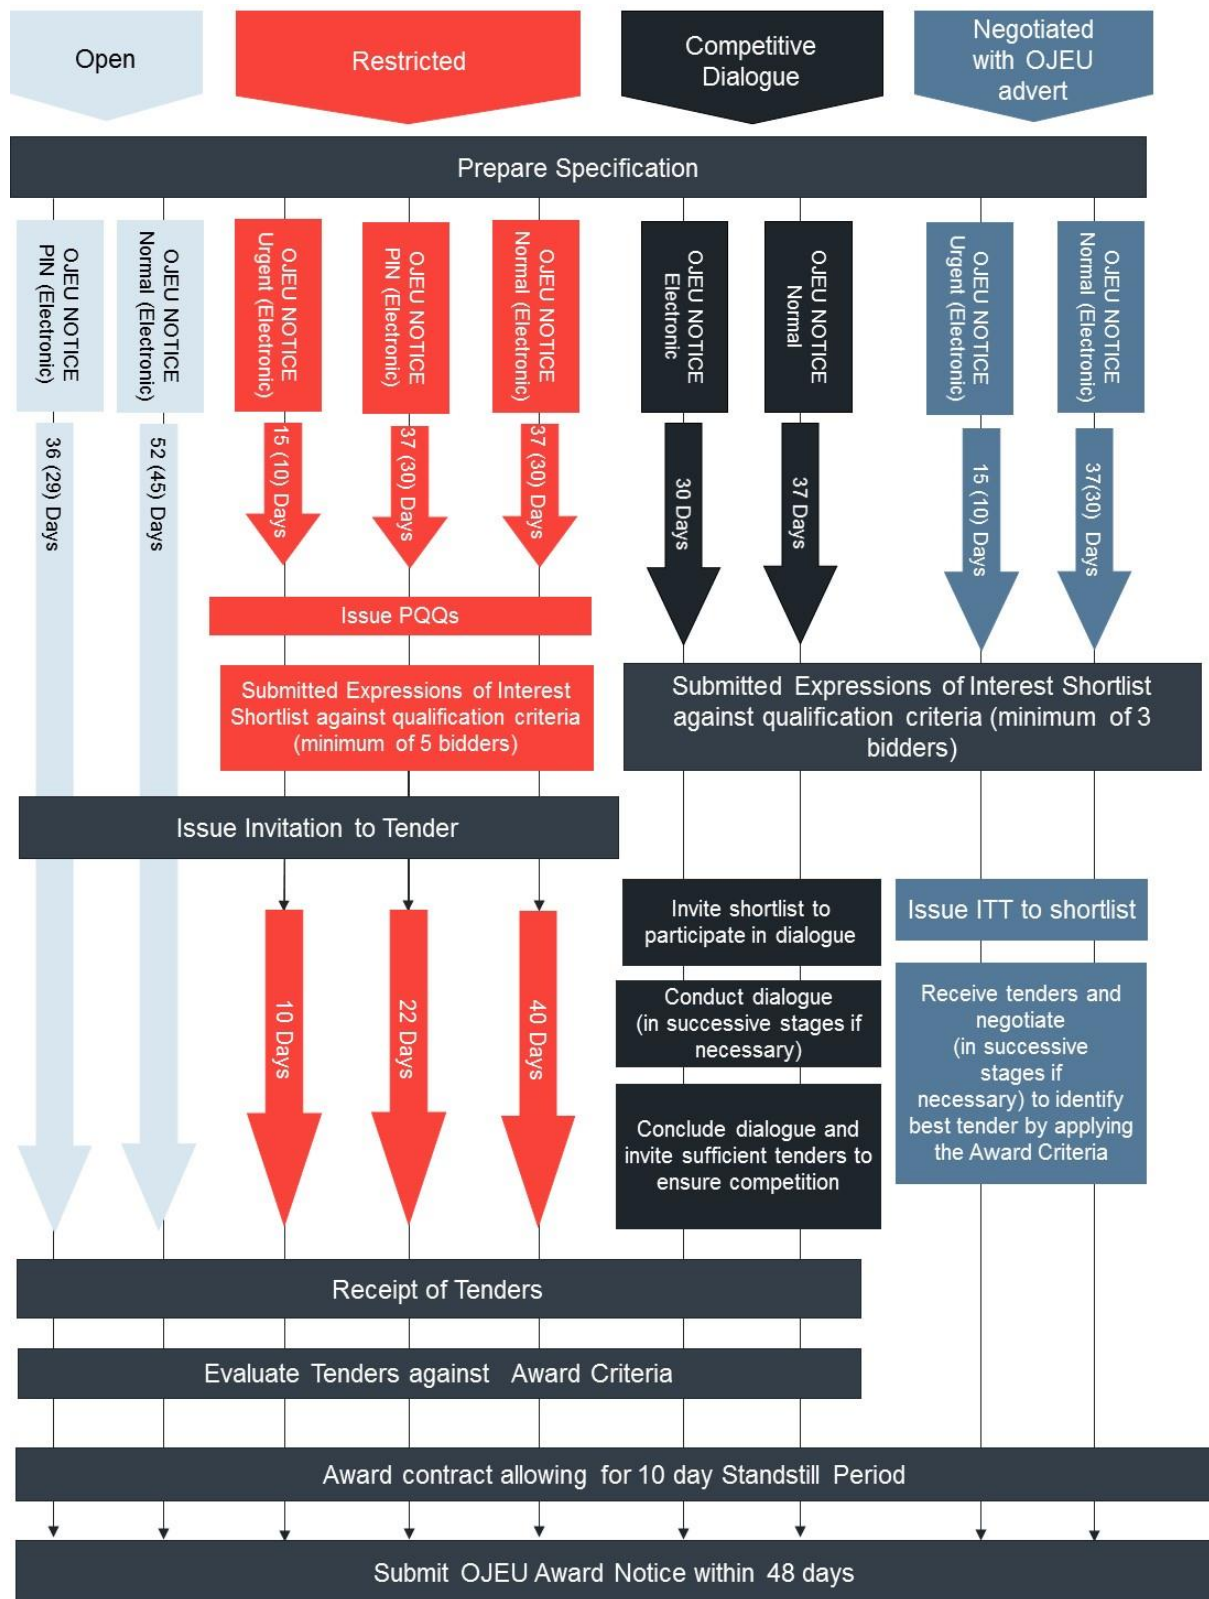 Open
Restricted
Competitive
Dialogue
Negotiated
with OJEU
advert
Prepare Specification
OJEU NOTICE
PIN (Electronic)
OJEU NOTICE
Normal (Electronic)
OJEU NOTICE
Urgent (Electronic)
OJEU NOTICE
PIN (Electronic)
OJEU NOTICE
Normal (Electronic)
OJEU NOTICE
Electronic
OJEU NOTICE
Normal
OJEU NOTICE
Urgent (Electronic)
OJEU NOTICE
Normal (Electronic)
36 (29) Days
52 (45) Days
15 (10) Days
37 (30) Days
37 (30) Days
30 Days
37 Days
15 (10) Days
37(30) Days
Issue PQQs
Submitted Expressions of Interest
Shortlist against qualification criteria
(minimum of 5 bidders)
Submitted Expressions of Interest Shortlist
against qualification criteria (minimum of 3
bidders)
Issue Invitation to Tender
10 Days
22 Days
40 Days
Invite shortlist to
participate in dialogue
Conduct dialogue
(in successive stages if
necessary)
Conclude dialogue and
invite sufficient tenders to
ensure competition
Issue ITT to shortlist
Receive tenders and
negotiate
(in successive
stages if
necessary) to identify
best tender by applying
the Award Criteria
Receipt of Tenders
Evaluate Tenders against Award Criteria
Award contract allowing for 10 day Standstill Period
Submit OJEU Award Notice within 48 days